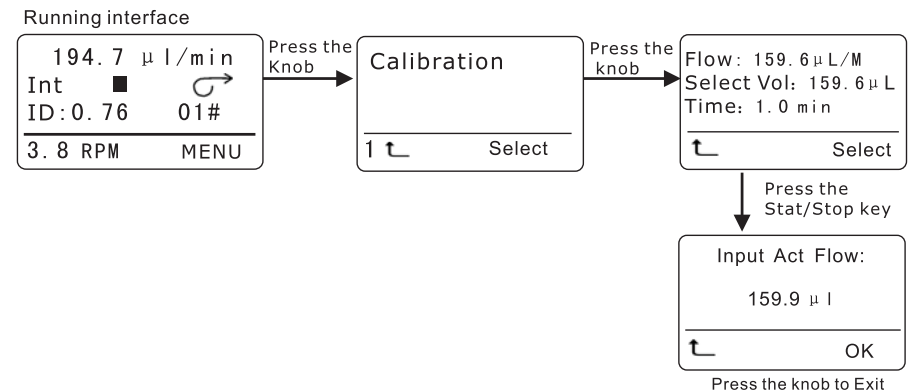 Running interface
194.7 μl/min
Int
ID:0.76 01#
3.8 RPM MENU
Press the
Knob
Calibration
1 Select
Press the
knob
Flow: 159.6μL/M
Select Vol: 159.6μL
Time: 1.0 min
Select
Press the
Stat/Stop key
Input Act Flow:
159.9 μl
OK
Press the knob to Exit